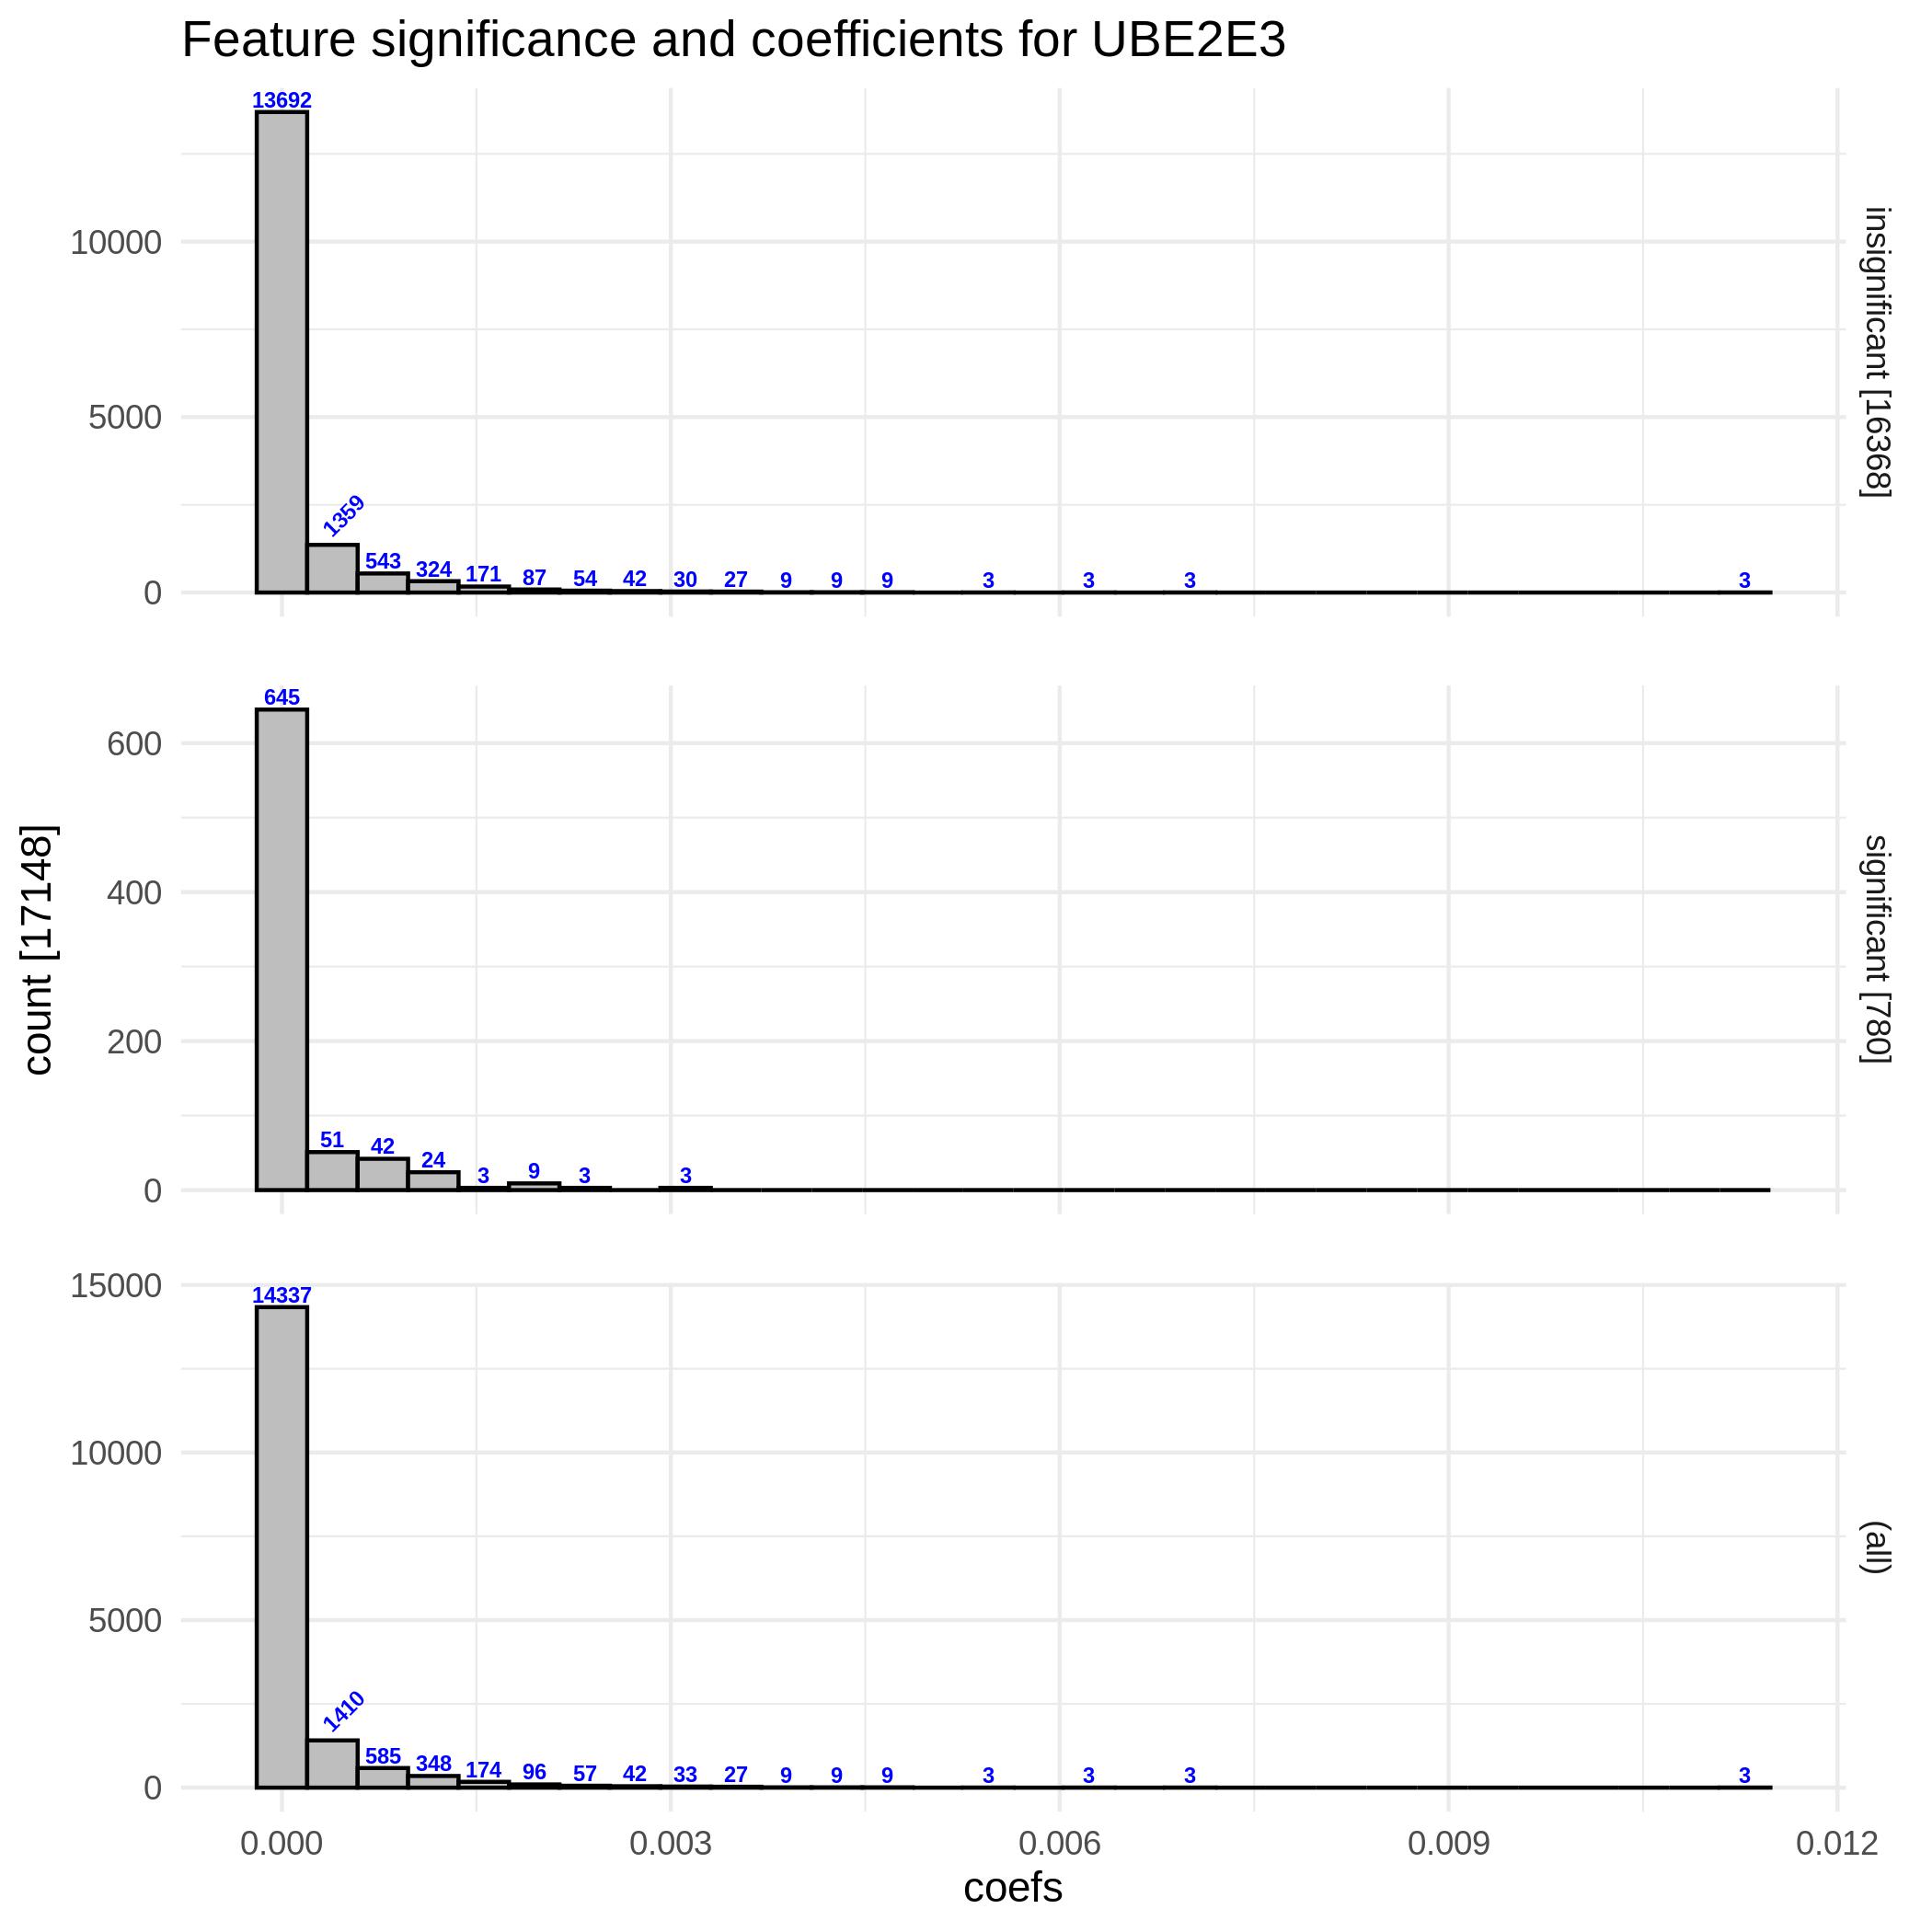 Feature significance and coefficients for UBE2E3
13692
1359
543 324 171 87 54 42 30 27 9 9 9 3 3 3 3
10000
5000
0
insignificant [16368]
645
51 42 24 3 9 3 3
600
400
200
0
significant [780]
count [17148]
14337
1410
585 348 174 96 57 42 33 27 9 9 9 3 3 3 3
15000
10000
5000
0
(all)
0.000 0.003 0.006 0.009 0.012
coefs